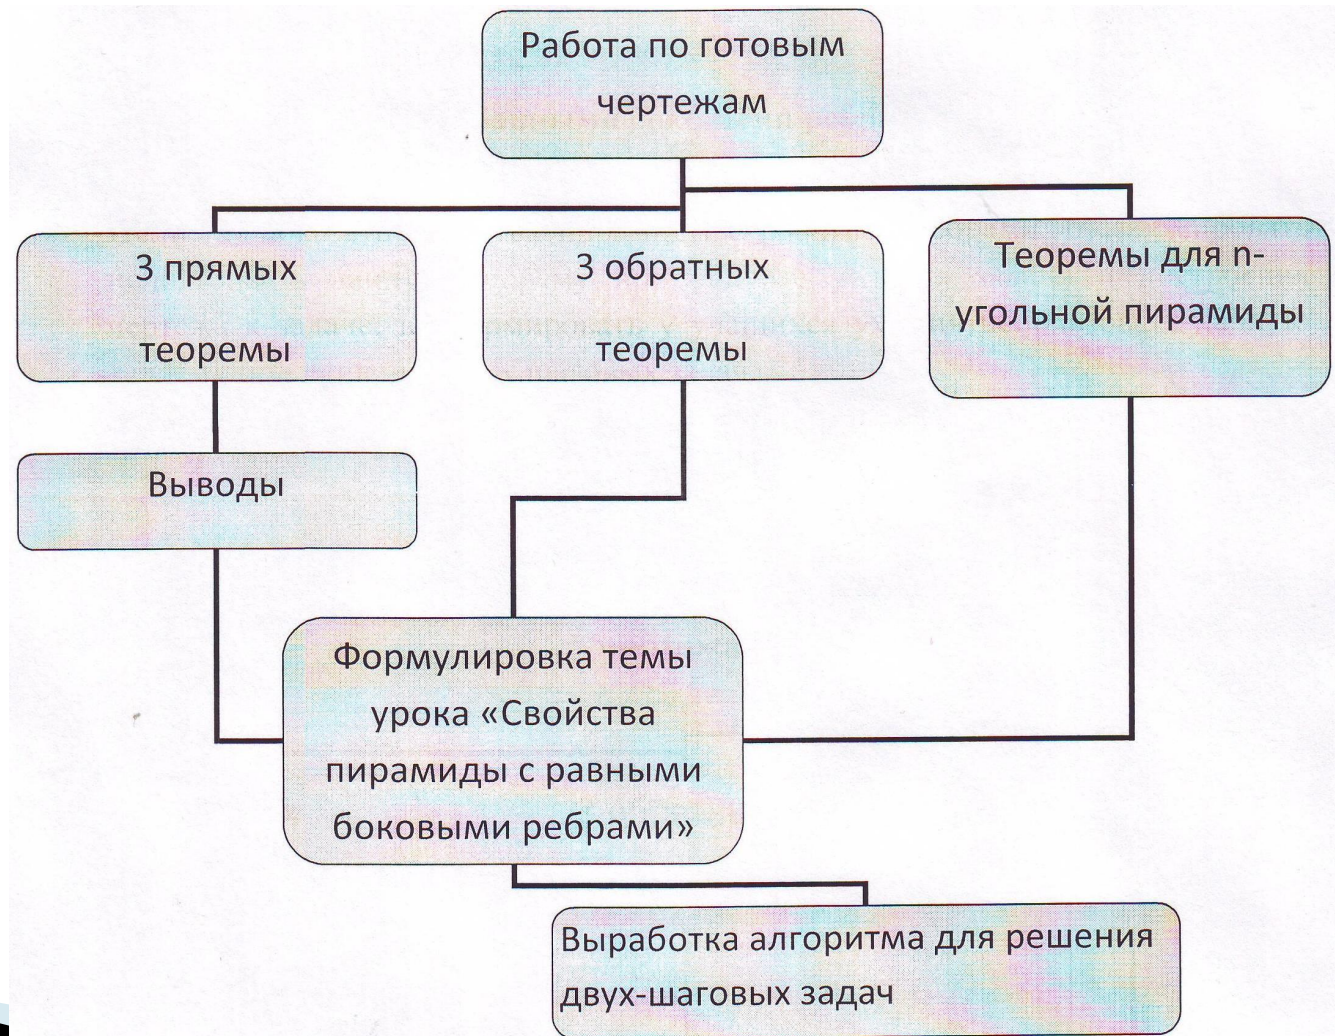 Работа по готовым
чертежам
3 прямых
теоремы
3 обратных
теоремы
Теоремы для n-
угольной пирамиды
Выводы
Формулировка темы
урока «Свойства
пирамиды с равными
боковыми ребрами»
Выработка алгоритма для решения
двух-шаговых задач